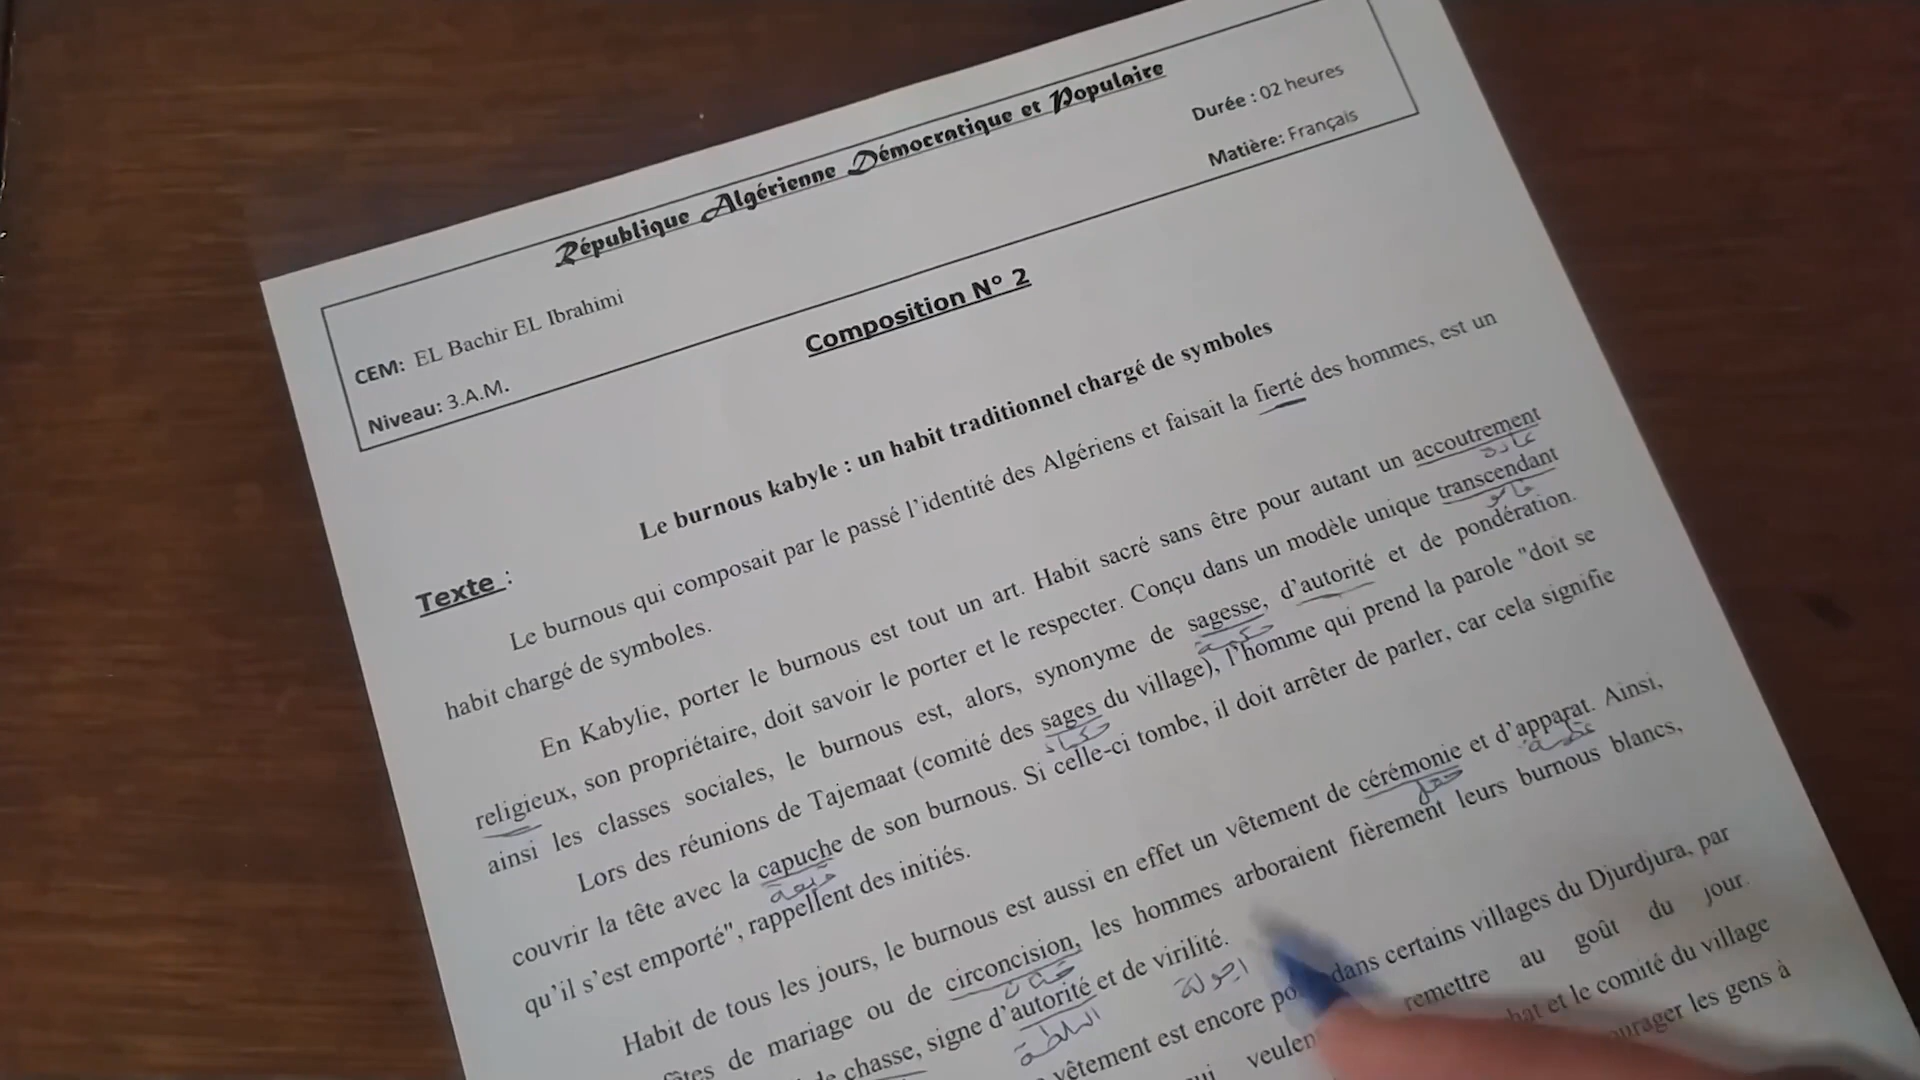 République Algérienne Démocratique et Populaire
CEM: EL Bachir EL Ibrahimi
Durée : 02 heures
Niveau: 3.A.M.
Matière: Français
Composition N° 2
Le burnous kabyle : un habit traditionnel chargé de symboles
Texte :
Le burnous qui composait par le passé l'identité des Algériens et faisait la fierté des hommes, est un
habit chargé de symboles.
En Kabylie, porter le burnous est tout un art. Habit sacré sans être pour autant un accoutrement
عادة
religieux, son propriétaire, doit savoir le porter et le respecter. Conçu dans un modèle unique transcendant
ainsi les classes sociales, le burnous est, alors, synonyme de sagesse, d'autorité et de pondération.
حكمة
Lors des réunions de Tajemaat (comité des sages du village), l'homme qui prend la parole "doit se
حكماء
couvrir la tête avec la capuche de son burnous. Si celle-ci tombe, il doit arrêter de parler, car cela signifie
قبعة
qu'il s'est emporté", rappellent des initiés.
Habit de tous les jours, le burnous est aussi en effet un vêtement de cérémonie et d'apparat. Ainsi,
حفل
de mariage ou de circoncision, les hommes arboraient fièrement leurs burnous blancs,
ختان
de chasse, signe d'autorité et de virilité.
السلطة
vêtement est encore dans certains villages du Djurdjura, par
remettre au goût du jour.
et le comité du village
les gens à